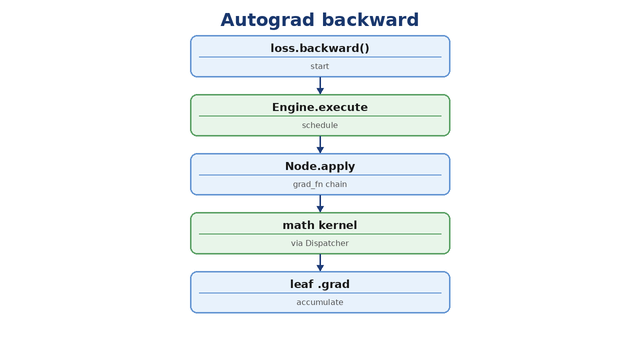 Autograd backward
loss.backward()
start
Engine.execute
schedule
Node.apply
grad_fn chain
math kernel
via Dispatcher
leaf .grad
accumulate